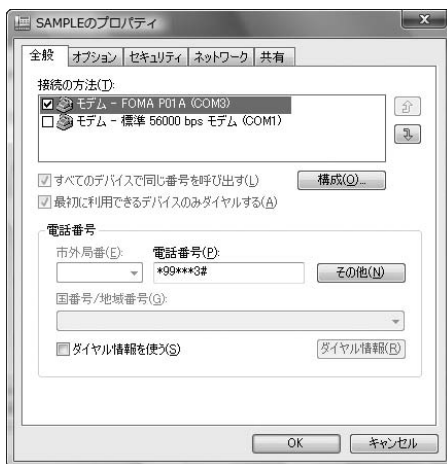 SAMPLEのプロパティ
全般 オプション セキュリティ ネットワーク 共有
接続の方法(T):
モデム - FOMA P01A (COM3)
モデム - 標準 56000 bps モデム (COM1)
すべてのデバイスで同じ番号を呼び出す(L) 構成(O)...
最初に利用できるデバイスのみダイヤルする(A)
電話番号
市外局番(E): 電話番号(P):
*99***3# その他(N)
国番号/地域番号(G):
ダイヤル情報を使う(S) ダイヤル情報(R)
OK キャンセル